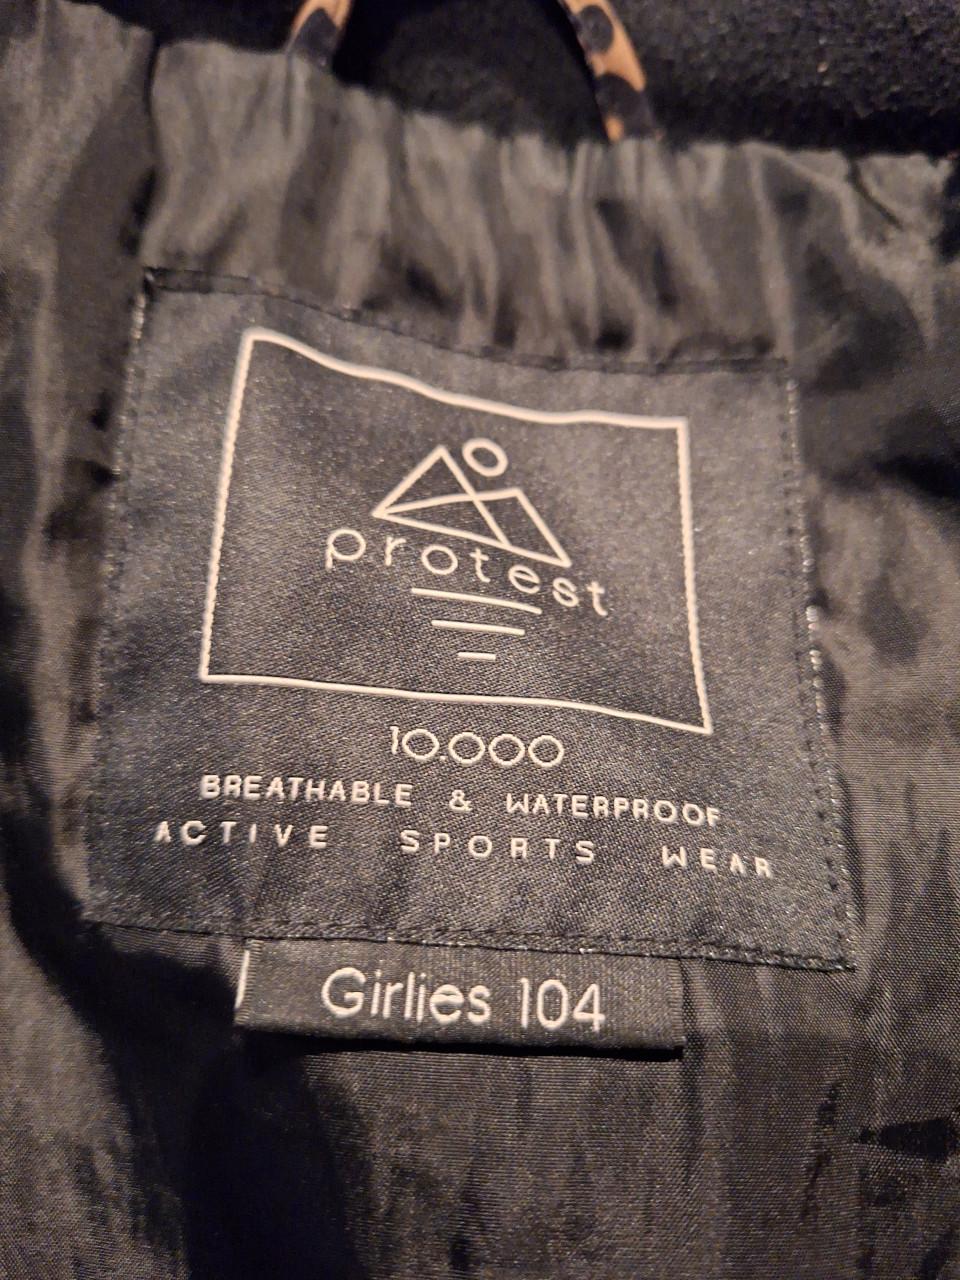 protest
10.000
BREATHABLE & WATERPROOF
ACTIVE SPORTS WEAR
Girlies 104